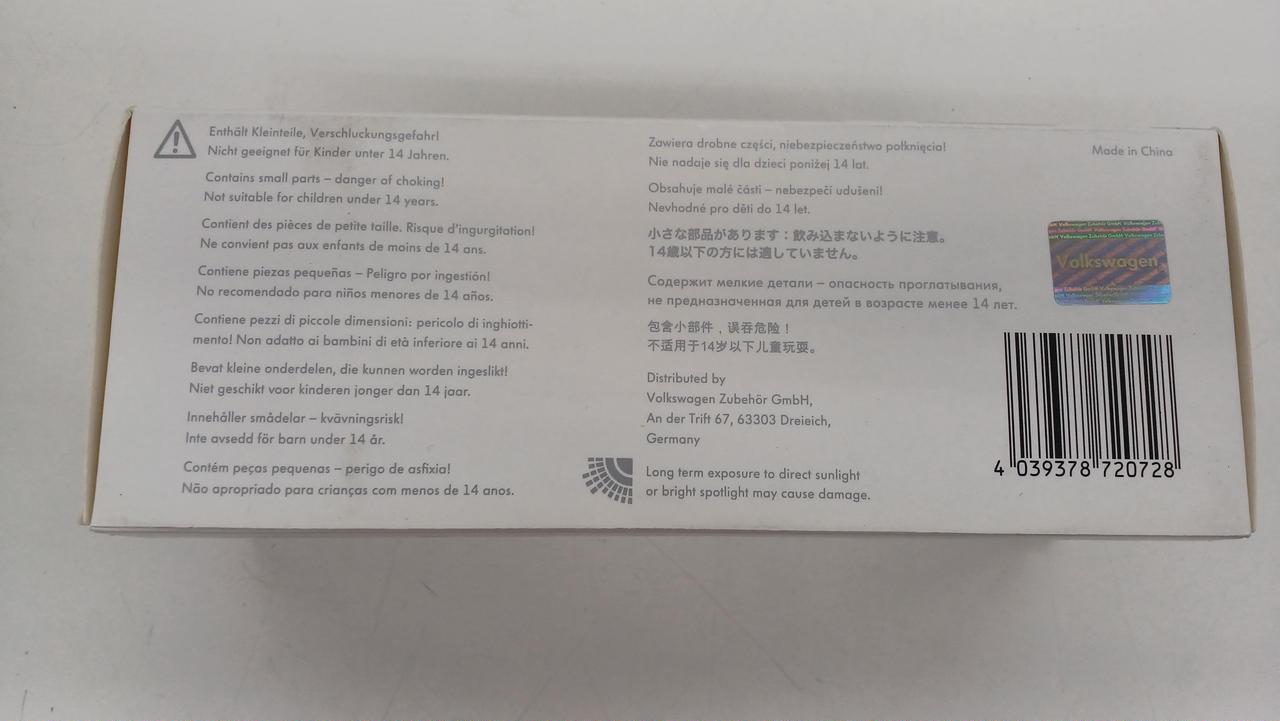 Enthält Kleinteile, Verschluckungsgefahr!
Nicht geeignet für Kinder unter 14 Jahren.
Contains small parts – danger of choking!
Not suitable for children under 14 years.
Contient des pièces de petite taille. Risque d'ingurgitation!
Ne convient pas aux enfants de moins de 14 ans.
Contiene piezas pequeñas – Peligro por ingestión!
No recomendado para niños menores de 14 años.
Contiene pezzi di piccole dimensioni: pericolo di inghiotti-
mento! Non adatto ai bambini di età inferiore ai 14 anni.
Bevat kleine onderdelen, die kunnen worden ingeslikt!
Niet geschikt voor kinderen jonger dan 14 jaar.
Innehåller smådelar – kvävningsrisk!
Inte avsedd för barn under 14 år.
Contém peças pequenas – perigo de asfixia!
Não apropriado para crianças com menos de 14 anos.
Zawiera drobne części, niebezpieczeństwo połknięcia!
Nie nadaje się dla dzieci poniżej 14 lat.
Obsahuje malé části – nebezpečí udušení!
Nevhodné pro děti do 14 let.
小さな部品があります：飲み込まないように注意。
14歳以下の方には適していません。
Содержит мелкие детали – опасность проглатывания,
не предназначенная для детей в возрасте менее 14 лет.
包含小部件，误吞危险！
不适用于14岁以下儿童玩耍。
Distributed by
Volkswagen Zubehör GmbH,
An der Trift 67, 63303 Dreieich,
Germany
Long term exposure to direct sunlight
or bright spotlight may cause damage.
Made in China
Volkswagen
4 039378 720728